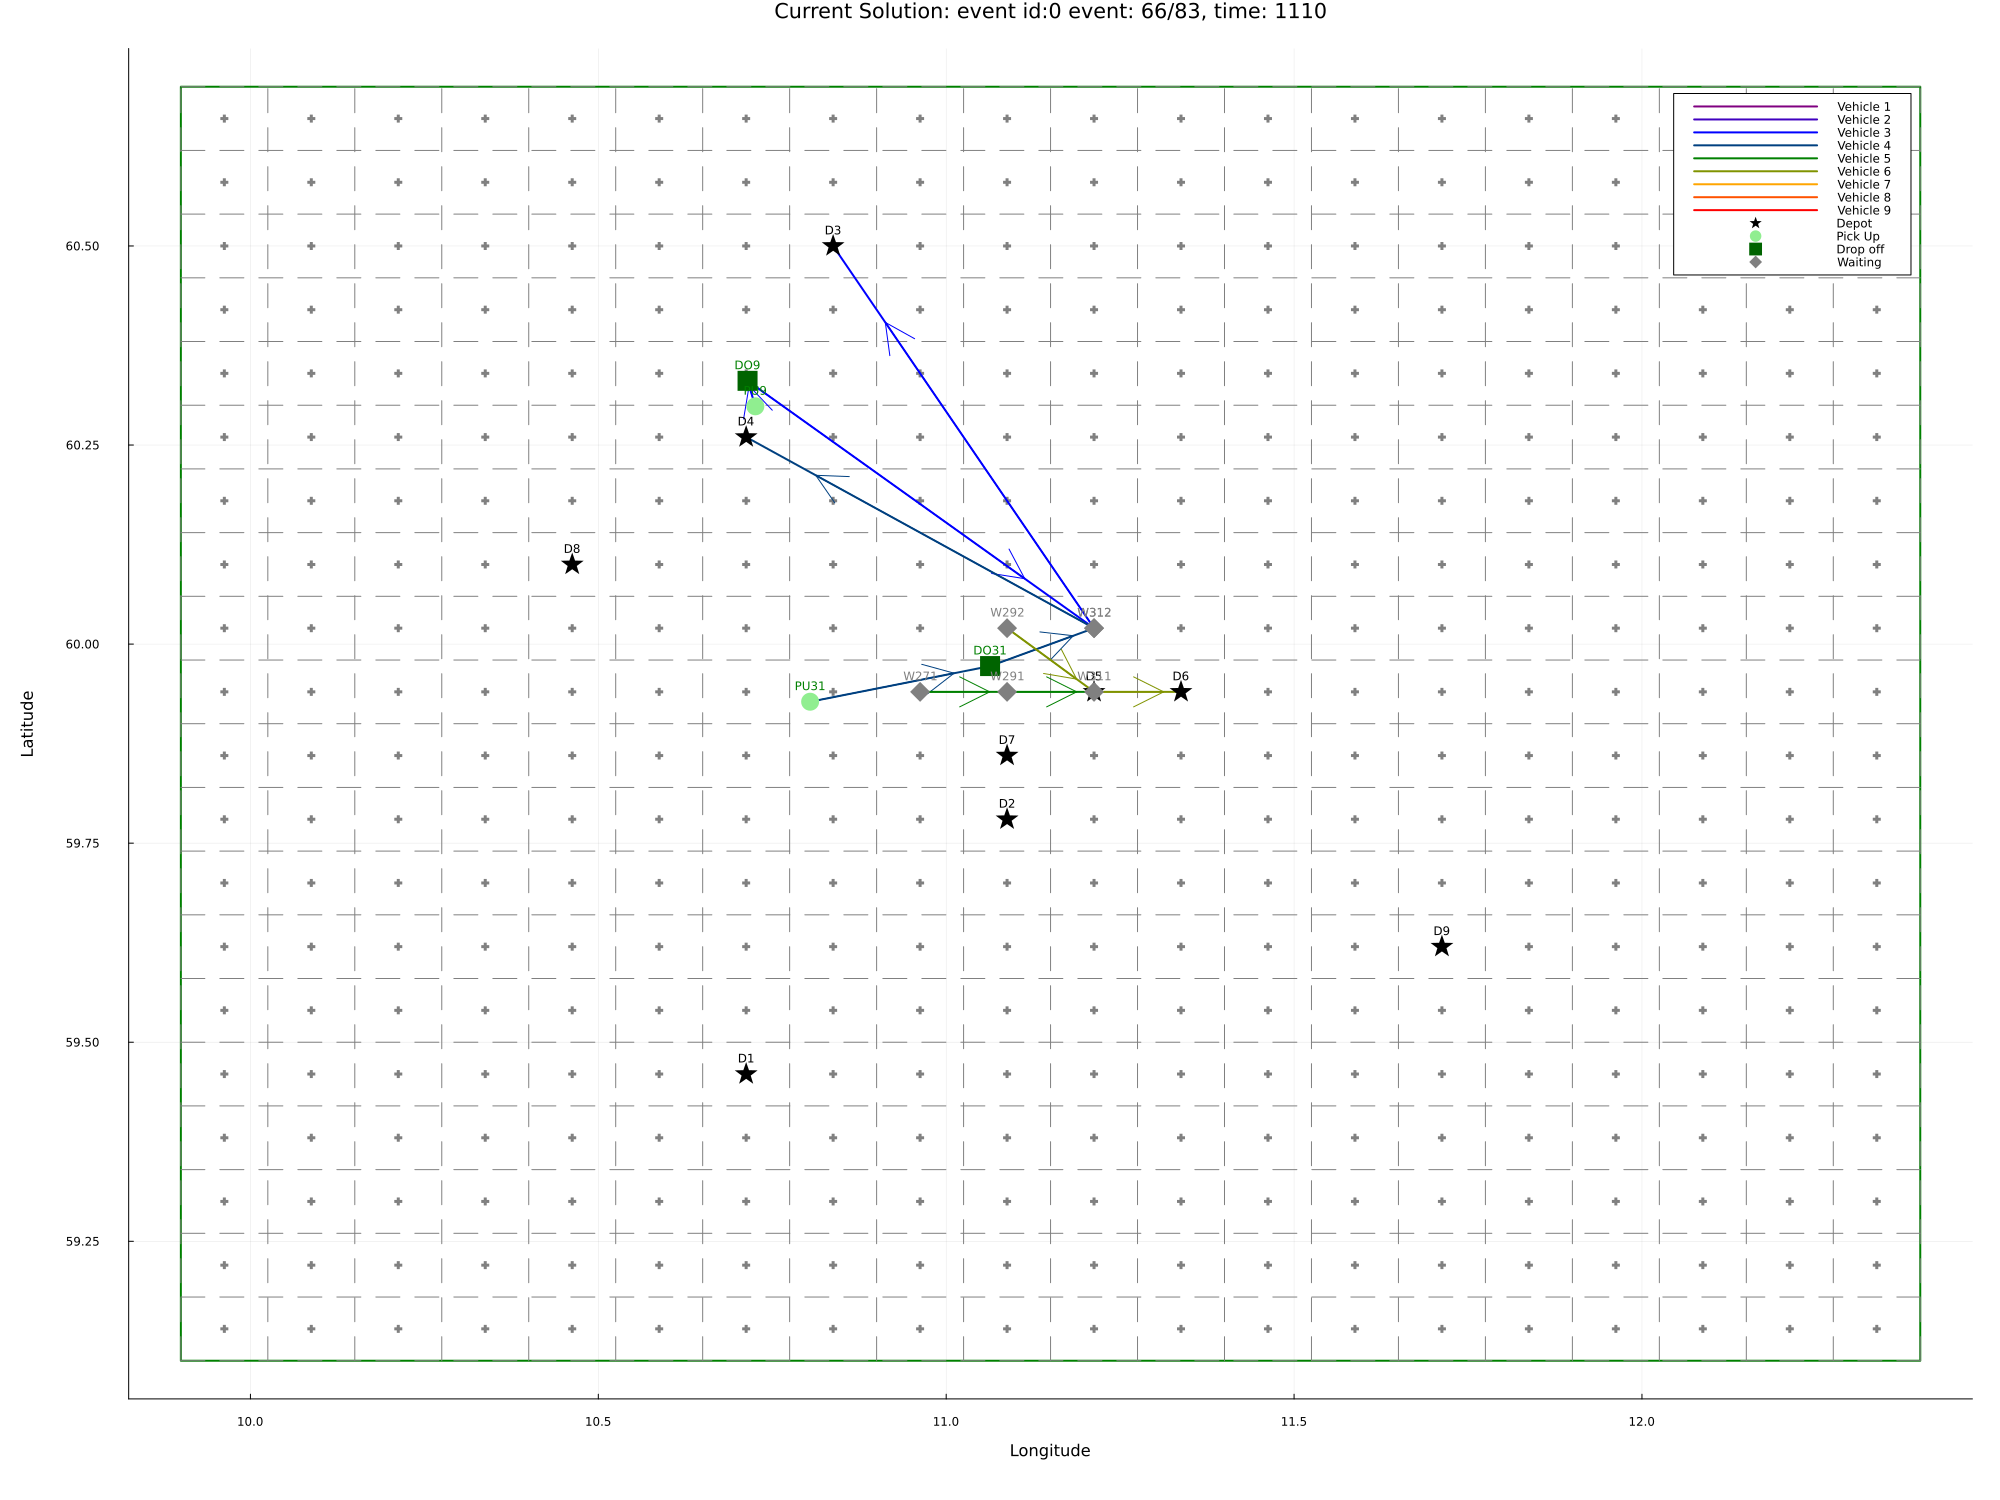 Current Solution: event id:0 event: 66/83, time: 1110
Vehicle 1
Vehicle 2
Vehicle 3
Vehicle 4
Vehicle 5
Vehicle 6
Vehicle 7
Vehicle 8
Vehicle 9
Depot
Pick Up
Drop off
Waiting
D3
60.50
DO9
D4
60.25
D8
W292
W312
60.00
DO31
W271
W291
D5
D6
PU31
D7
D2
59.75
D9
59.50
D1
59.25
10.0
10.5
11.0
11.5
12.0
Longitude
Latitude